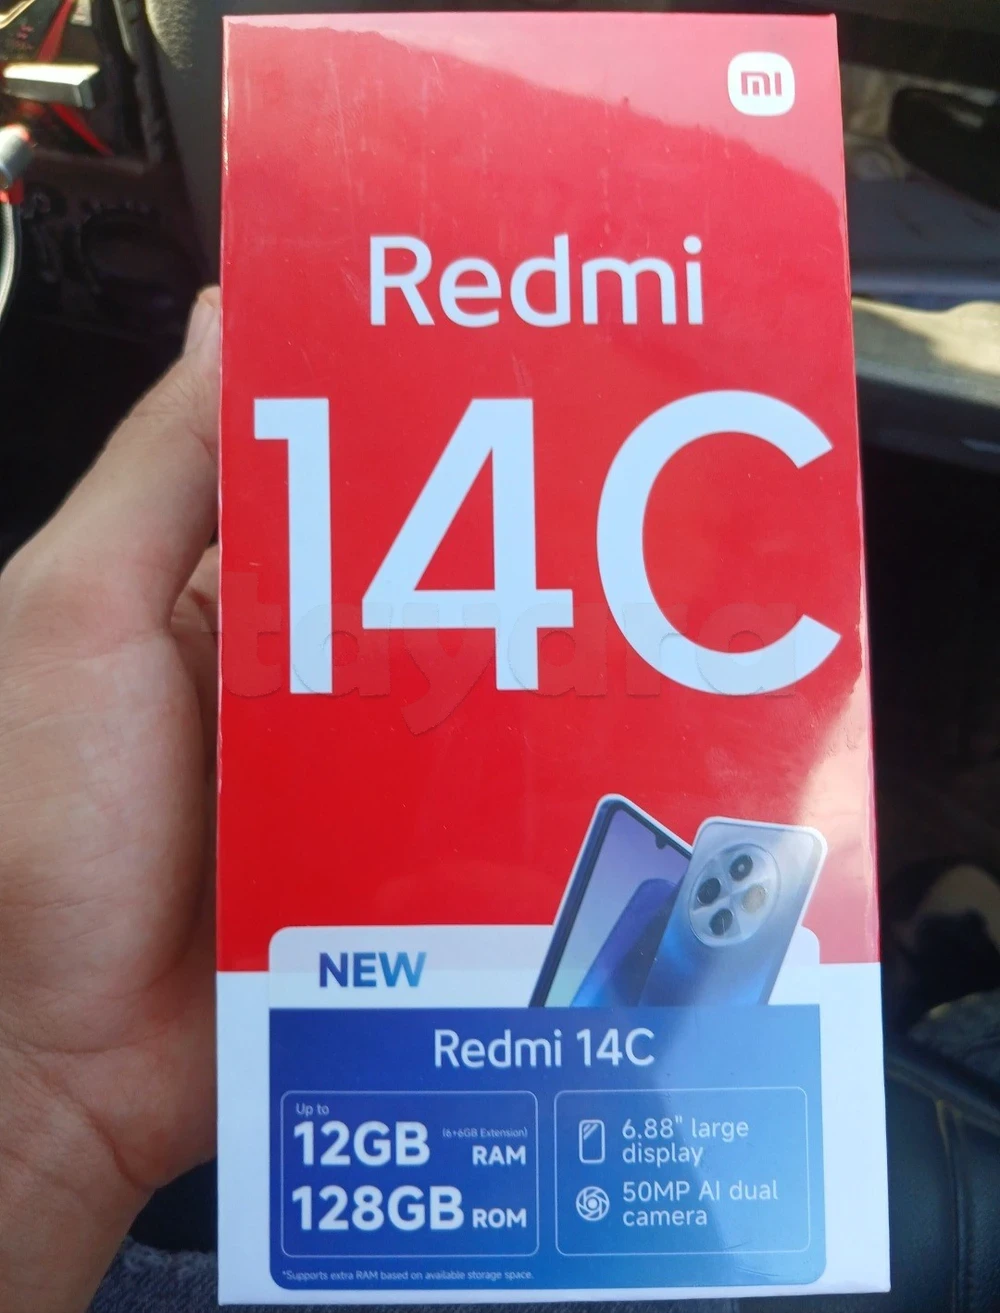 mi
Redmi
14C
tayara
NEW
Redmi 14C
Up to
12GB (6+6GB Extension) RAM
128GB ROM
6.88" large
display
50MP AI dual
camera
*Supports extra RAM based on available storage space.